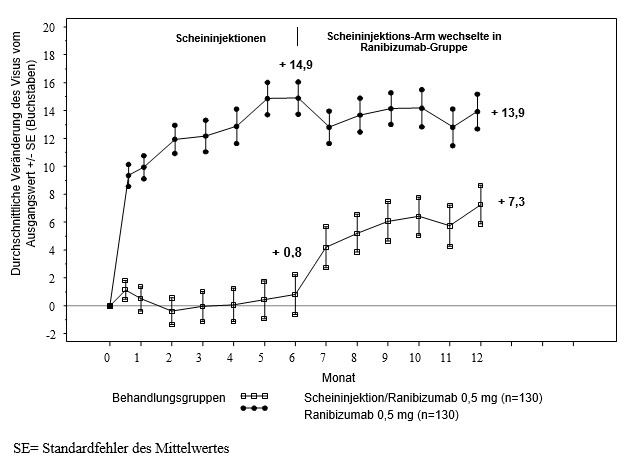 Durchschnittliche Veränderung des Visus vom
Ausgangswert +/- SE (Buchstaben)
20
18
16
14
12
10
8
6
4
2
0
-2
Scheininjektionen
Scheininjektions-Arm wechselte in
Ranibizumab-Gruppe
+ 14,9
+ 13,9
+ 7,3
+ 0,8
0 1 2 3 4 5 6 7 8 9 10 11 12
Monat
Behandlungsgruppen
Scheininjektion/Ranibizumab 0,5 mg (n=130)
Ranibizumab 0,5 mg (n=130)
SE= Standardfehler des Mittelwertes